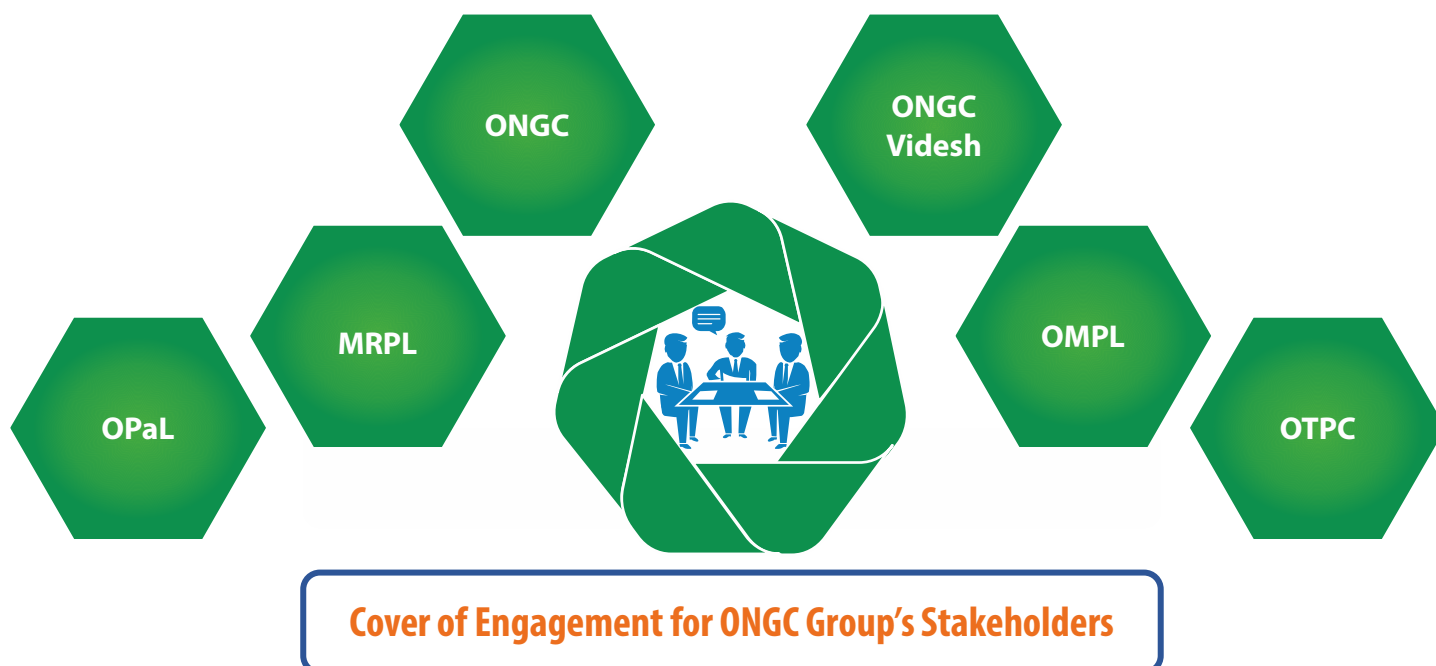 ONGC
ONGC
Videsh
MRPL
OMPL
OPaL
OTPC
Cover of Engagement for ONGC Group’s Stakeholders